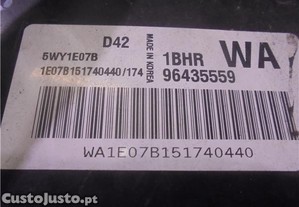 D42
5WY1E07B
MADE IN KOREA
1BHR
WA
1E07B151740440/174
96435559
WA1E07B151740440
CustoJusto.pt